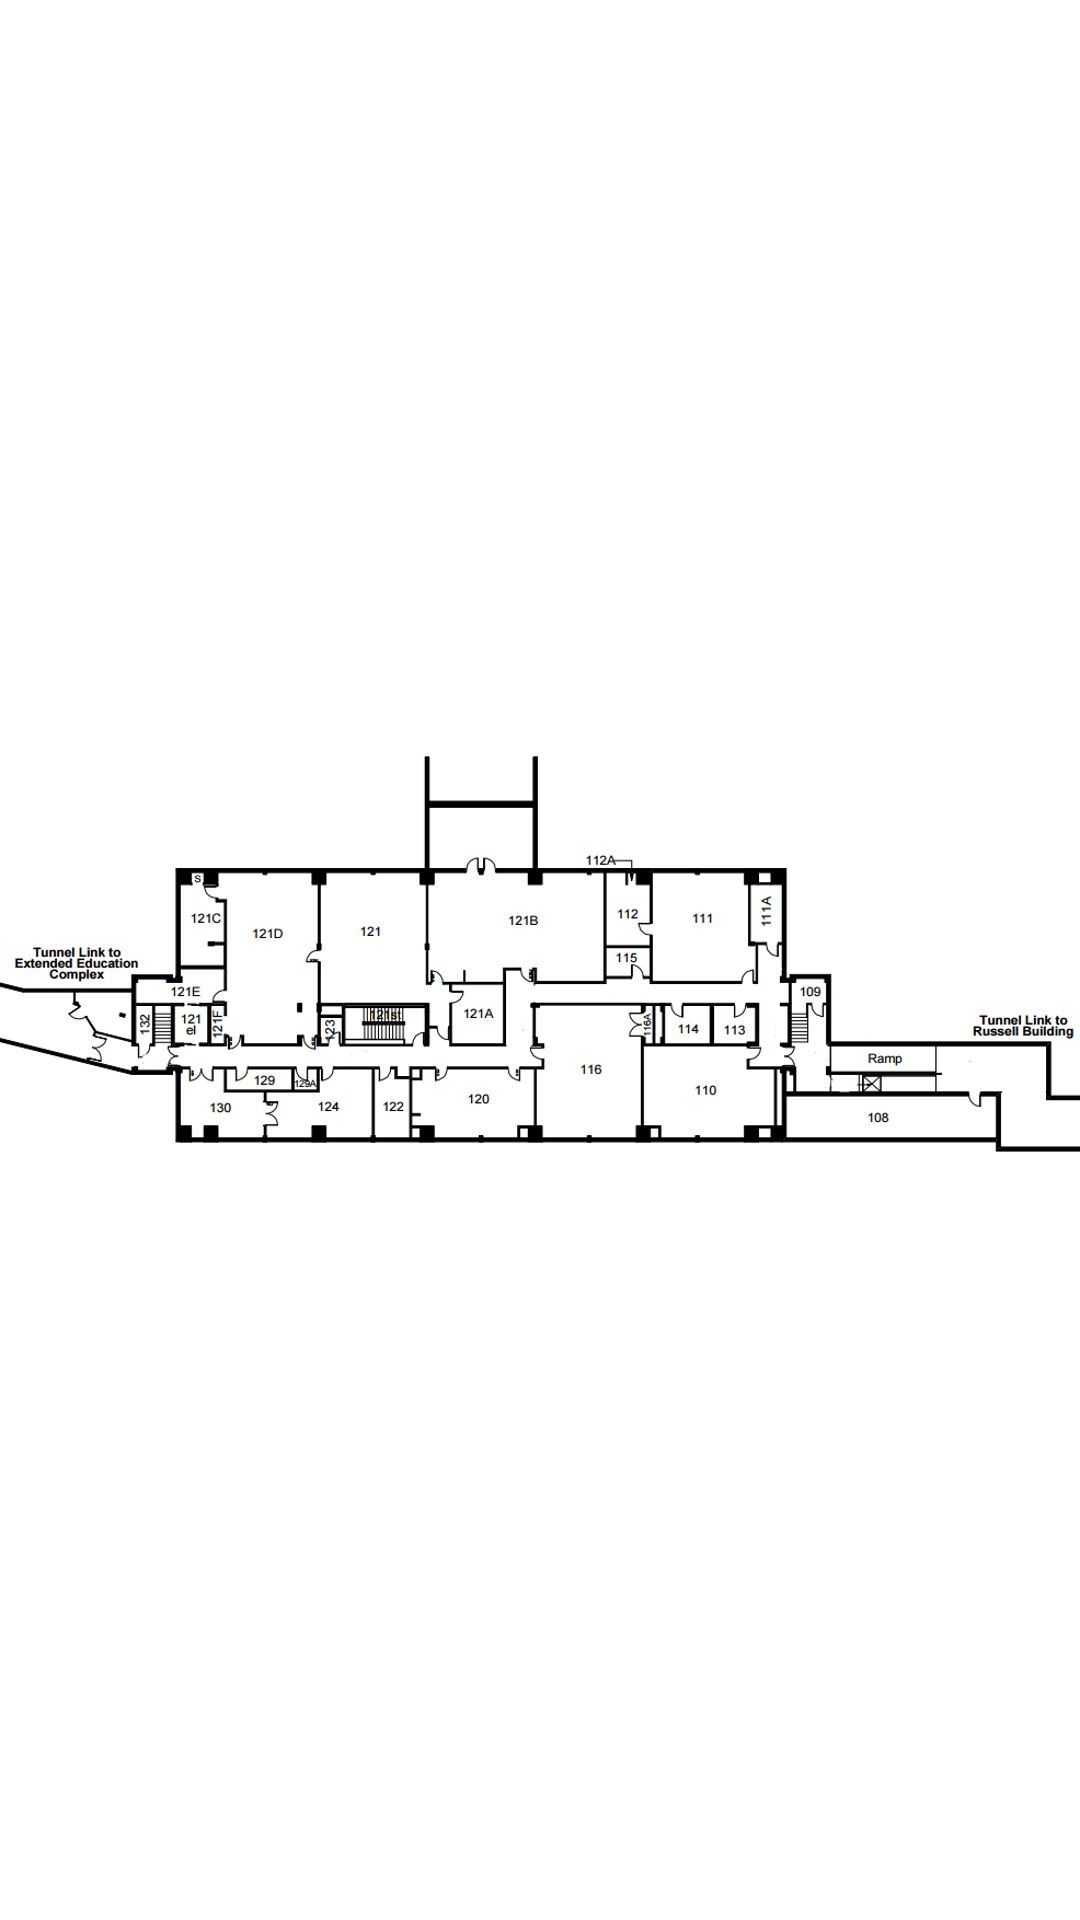 112A
S
121C
121D
121
121B
112
111
111A
115
Tunnel Link to
Extended Education
Complex
121E
109
132
121
el
121F
123
121st
121A
116A
114
113
Tunnel Link to
Russell Building
Ramp
116
129
129A
110
130
124
122
120
108